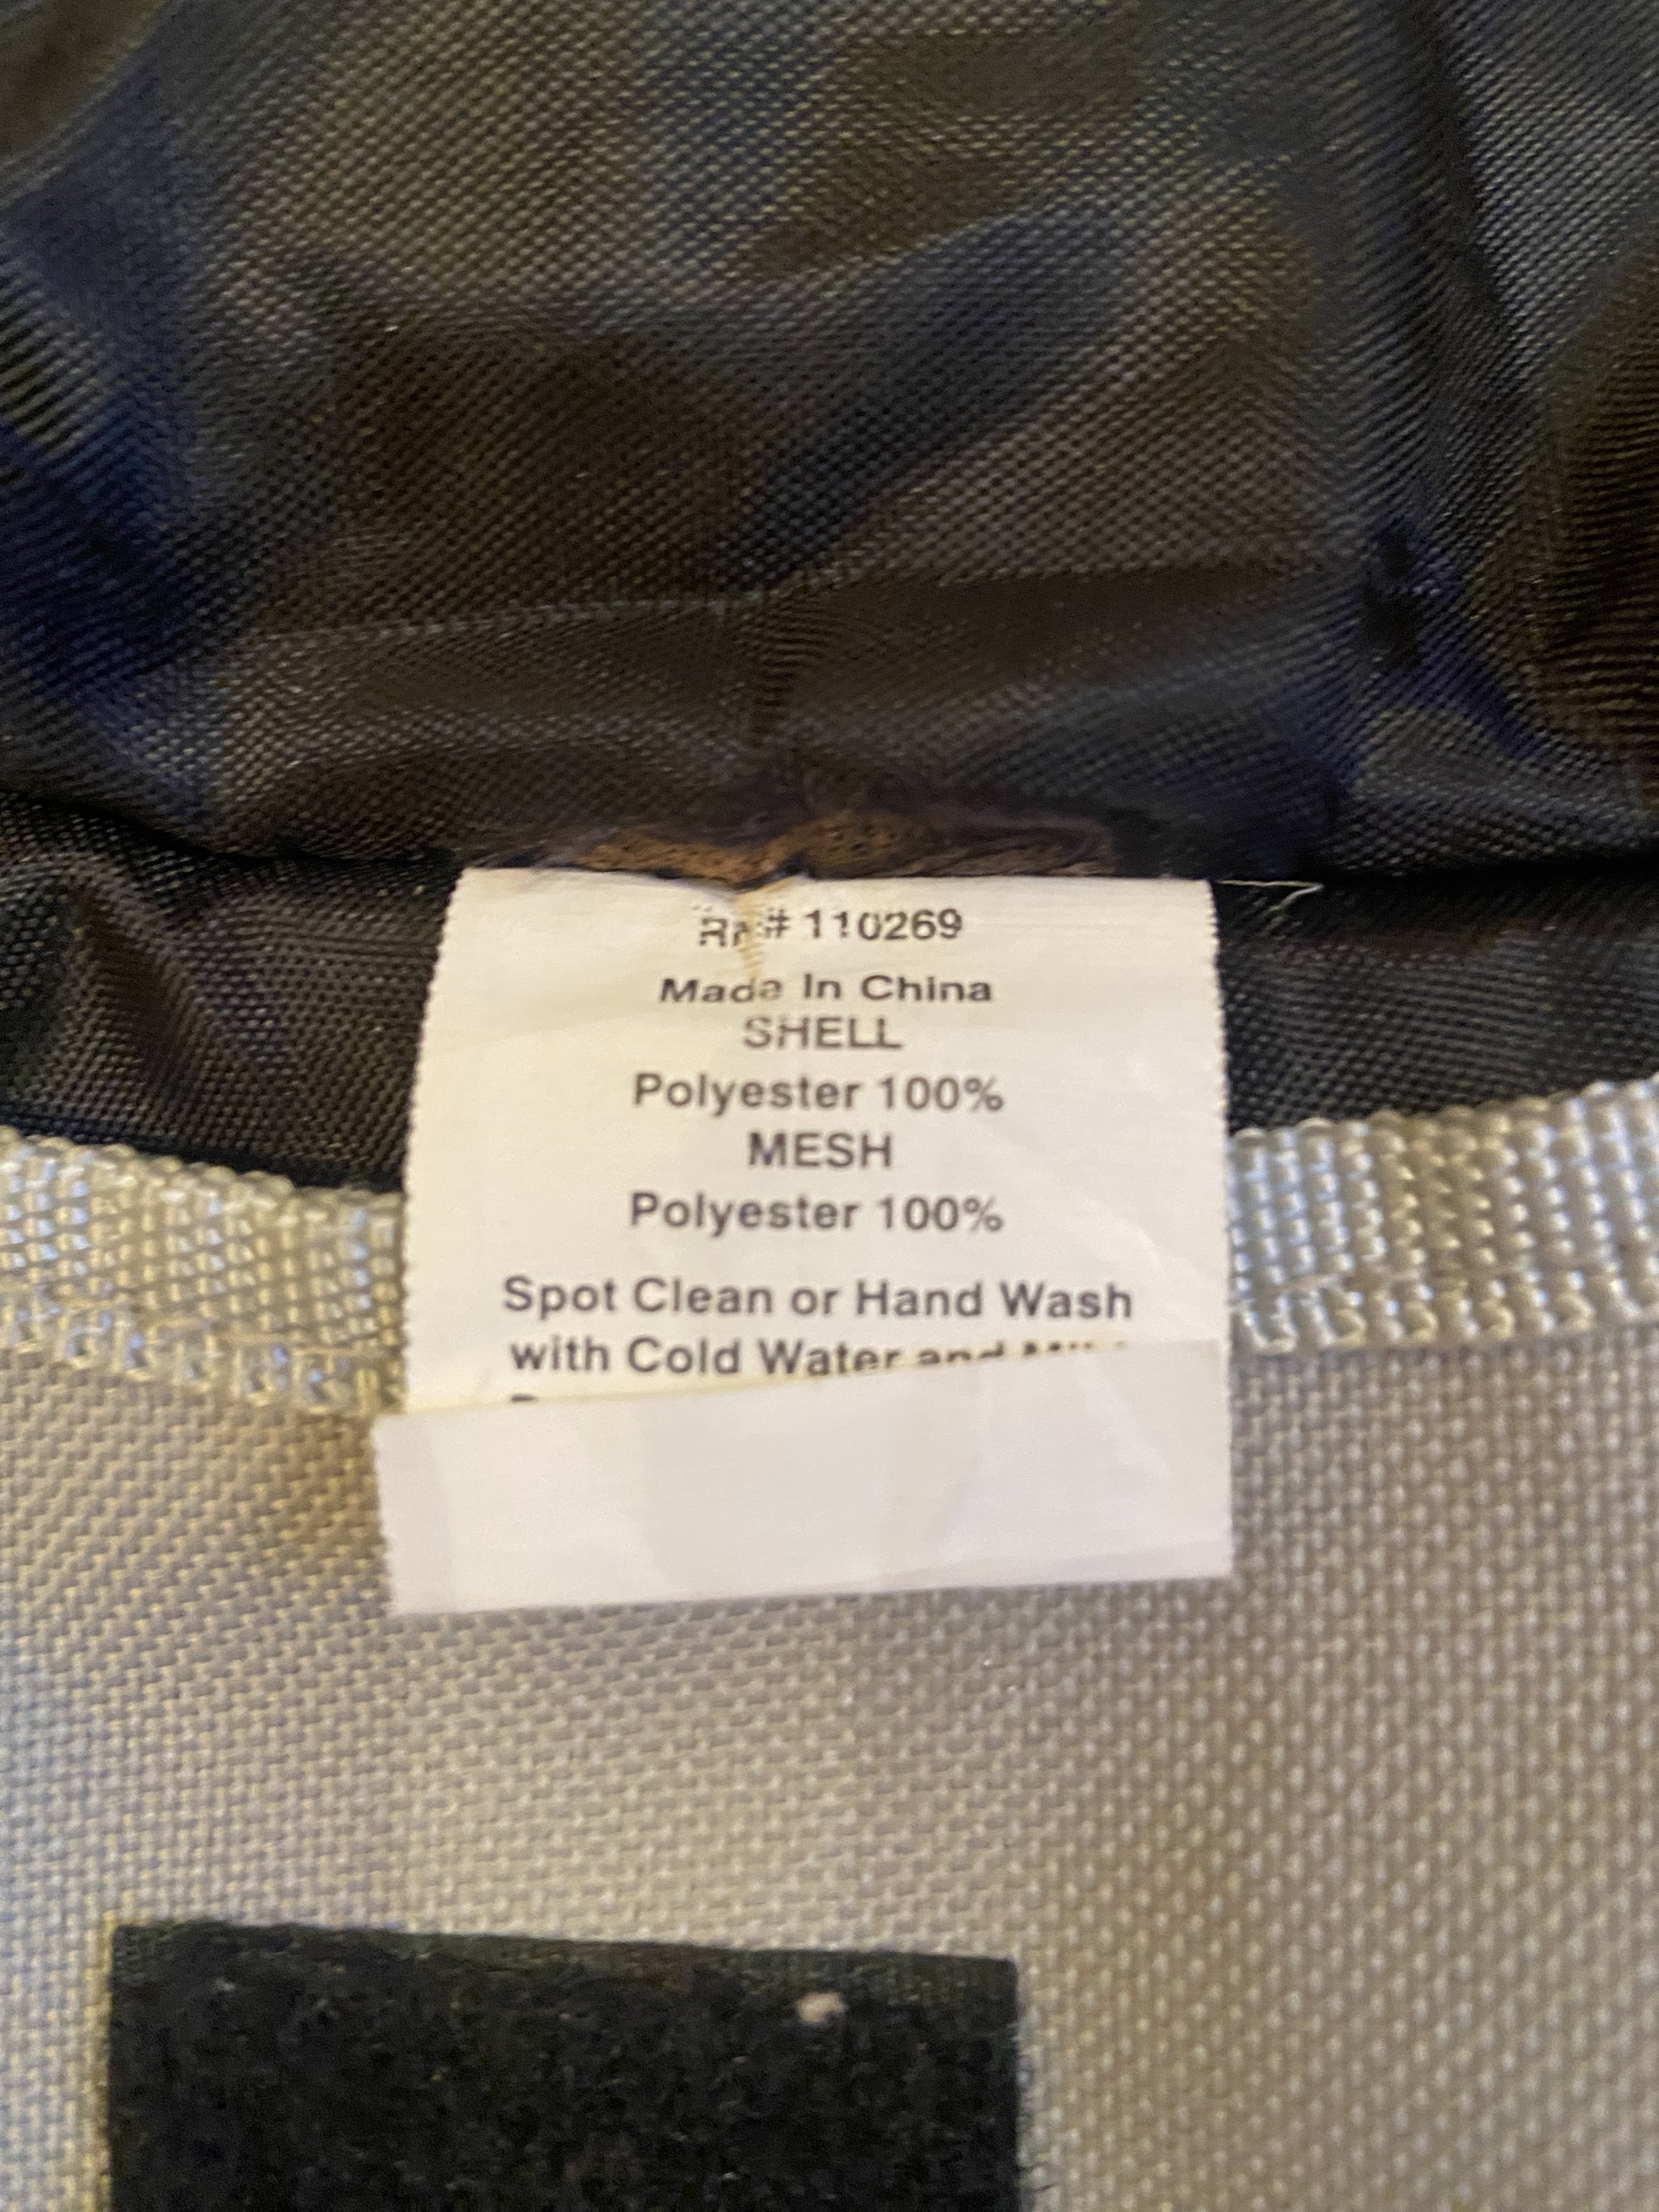 Rn# 110269
Made In China
SHELL
Polyester 100%
MESH
Polyester 100%
Spot Clean or Hand Wash
with Cold Water and